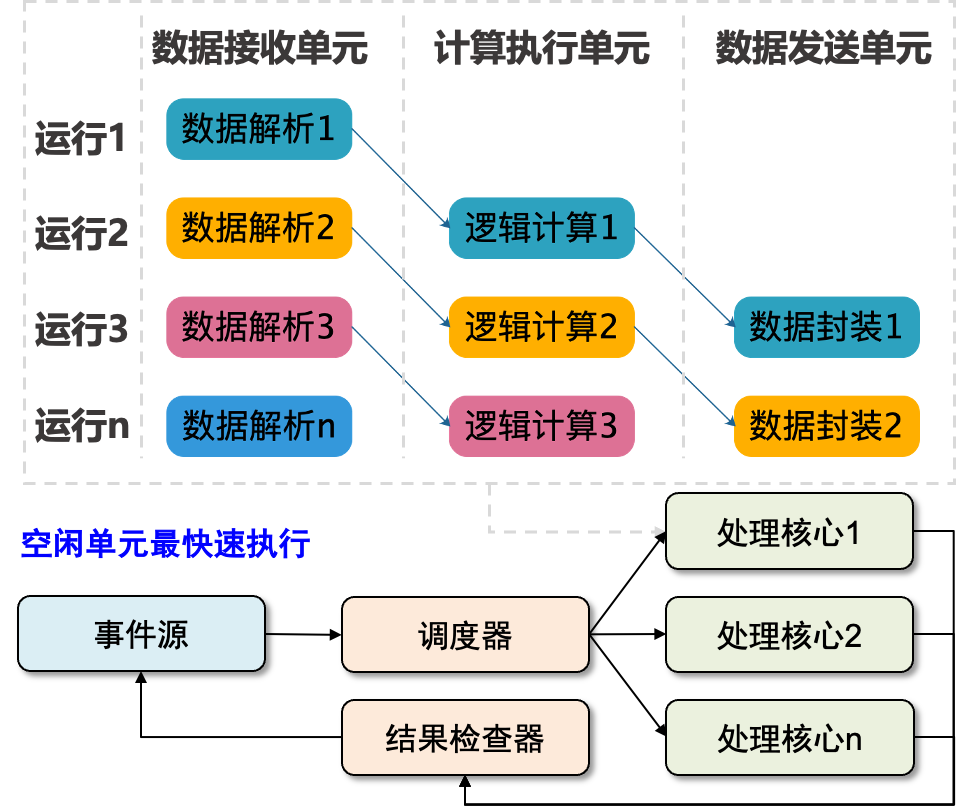 数据接收单元 计算执行单元 数据发送单元
运行1 数据解析1
运行2 数据解析2 逻辑计算1
运行3 数据解析3 逻辑计算2 数据封装1
运行n 数据解析n 逻辑计算3 数据封装2
处理核心1
空闲单元最快速执行
事件源 调度器 处理核心2
结果检查器 处理核心n